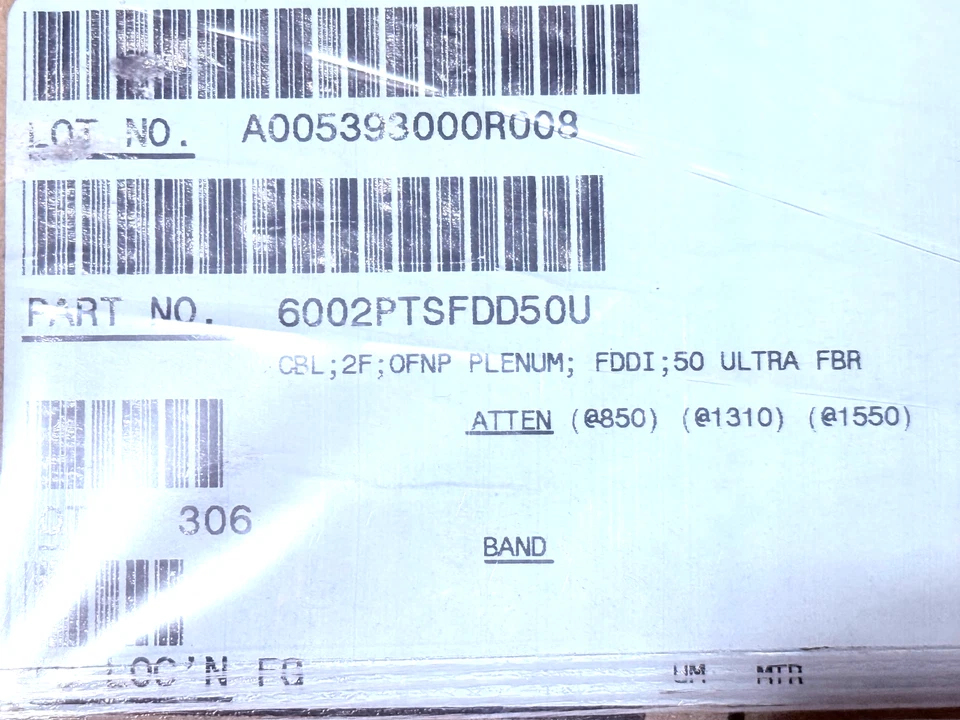 LOT NO. A005393000R008
PART NO. 6002PTSFDD50U
CBL;2F;OFNP PLENUM; FDDI;50 ULTRA FBR
ATTEN (@850) (@1310) (@1550)
306
BAND
LOC'N FG UM MTR